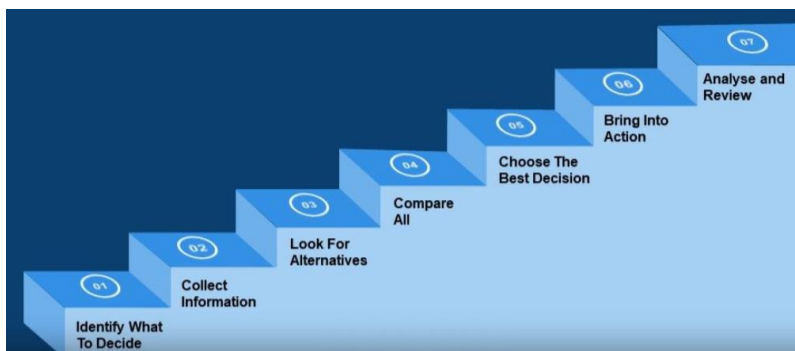 01
Identify What
To Decide
02
Collect
Information
03
Look For
Alternatives
04
Compare
All
05
Choose The
Best Decision
06
Bring Into
Action
07
Analyse and
Review